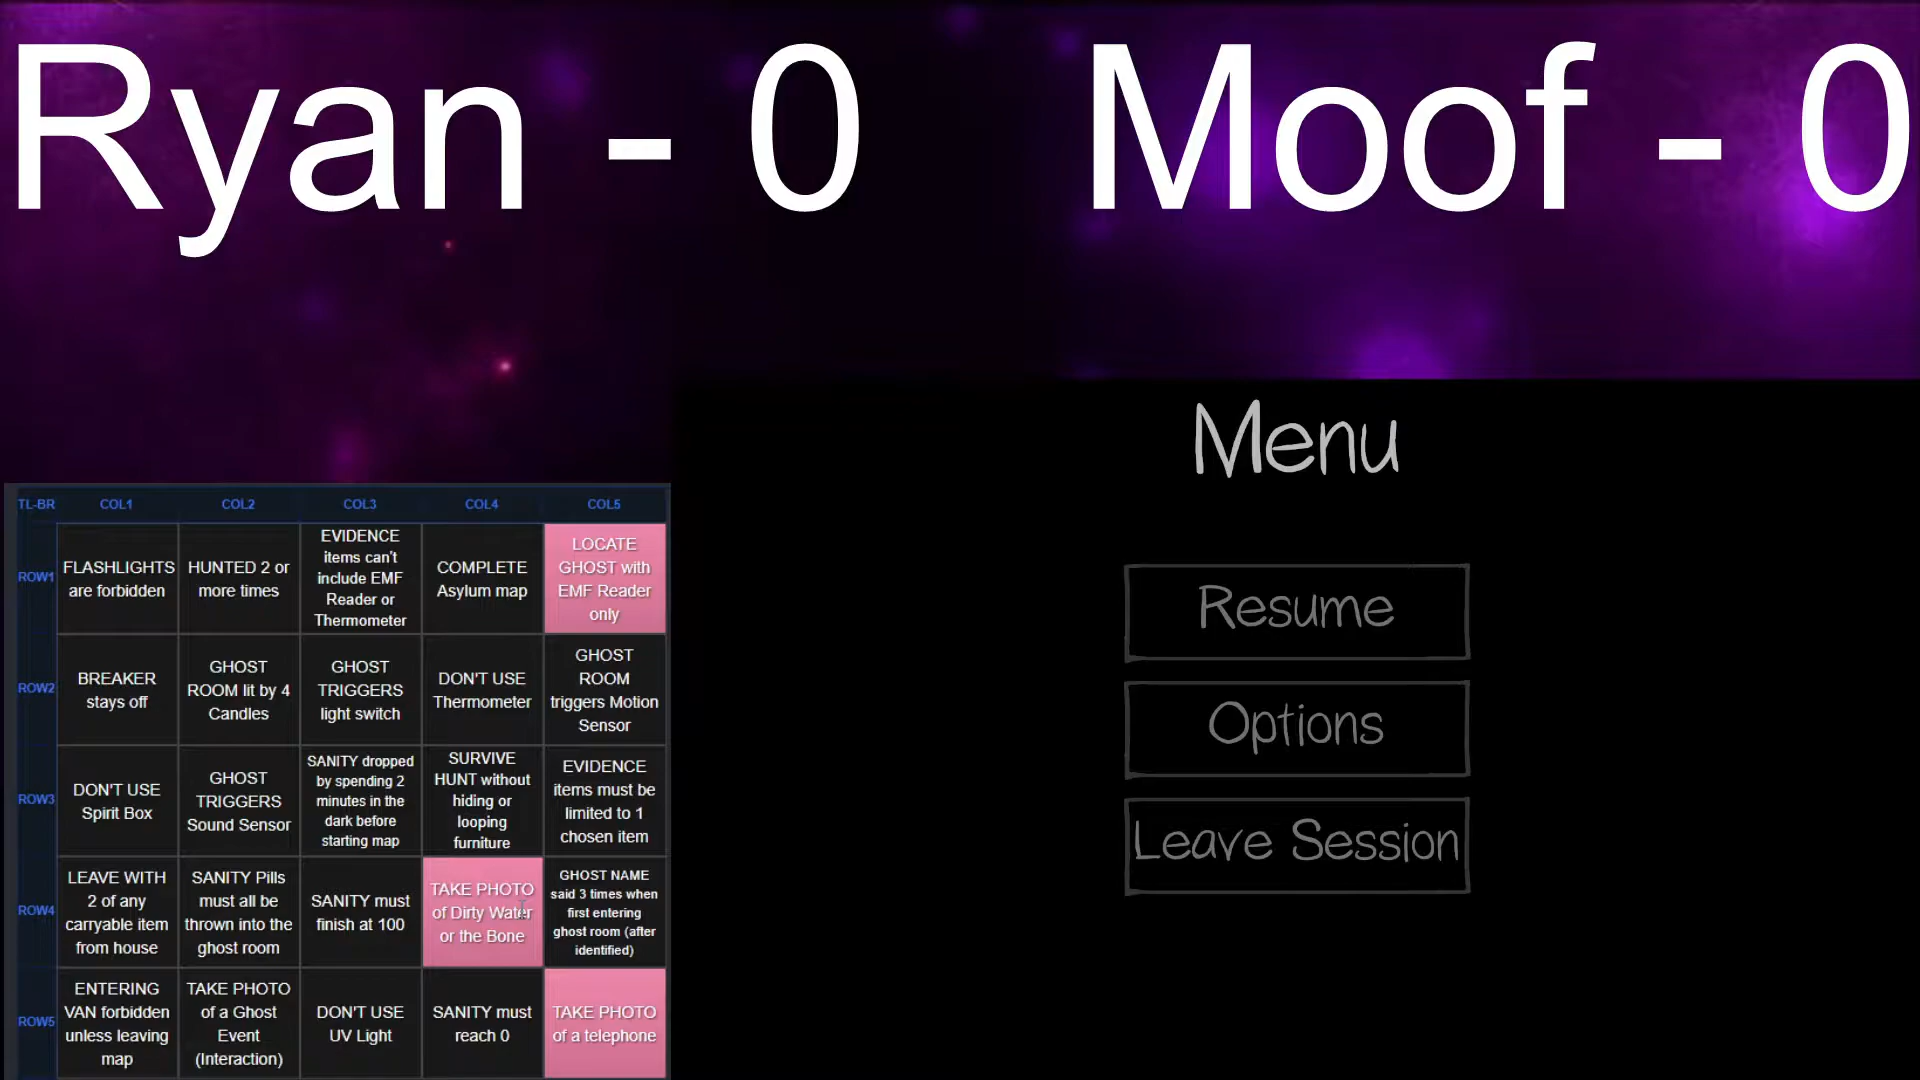 Ryan - 0
Moof - 0
Menu
Resume
Options
Leave Session
TL-BR COL1 COL2 COL3 COL4 COL5
ROW1
FLASHLIGHTS
are forbidden
HUNTED 2 or
more times
EVIDENCE
items can't
include EMF
Reader or
Thermometer
COMPLETE
Asylum map
LOCATE
GHOST with
EMF Reader
only
ROW2
BREAKER
stays off
GHOST
ROOM lit by 4
Candles
GHOST
TRIGGERS
light switch
DON'T USE
Thermometer
GHOST
ROOM
triggers Motion
Sensor
ROW3
DON'T USE
Spirit Box
GHOST
TRIGGERS
Sound Sensor
SANITY dropped
by spending 2
minutes in the
dark before
starting map
SURVIVE
HUNT without
hiding or
looping
furniture
EVIDENCE
items must be
limited to 1
chosen item
ROW4
LEAVE WITH
2 of any
carryable item
from house
SANITY Pills
must all be
thrown into the
ghost room
SANITY must
finish at 100
TAKE PHOTO
of Dirty Water
or the Bone
GHOST NAME
said 3 times when
first entering
ghost room (after
identified)
ROW5
ENTERING
VAN forbidden
unless leaving
map
TAKE PHOTO
of a Ghost
Event
(Interaction)
DON'T USE
UV Light
SANITY must
reach 0
TAKE PHOTO
of a telephone